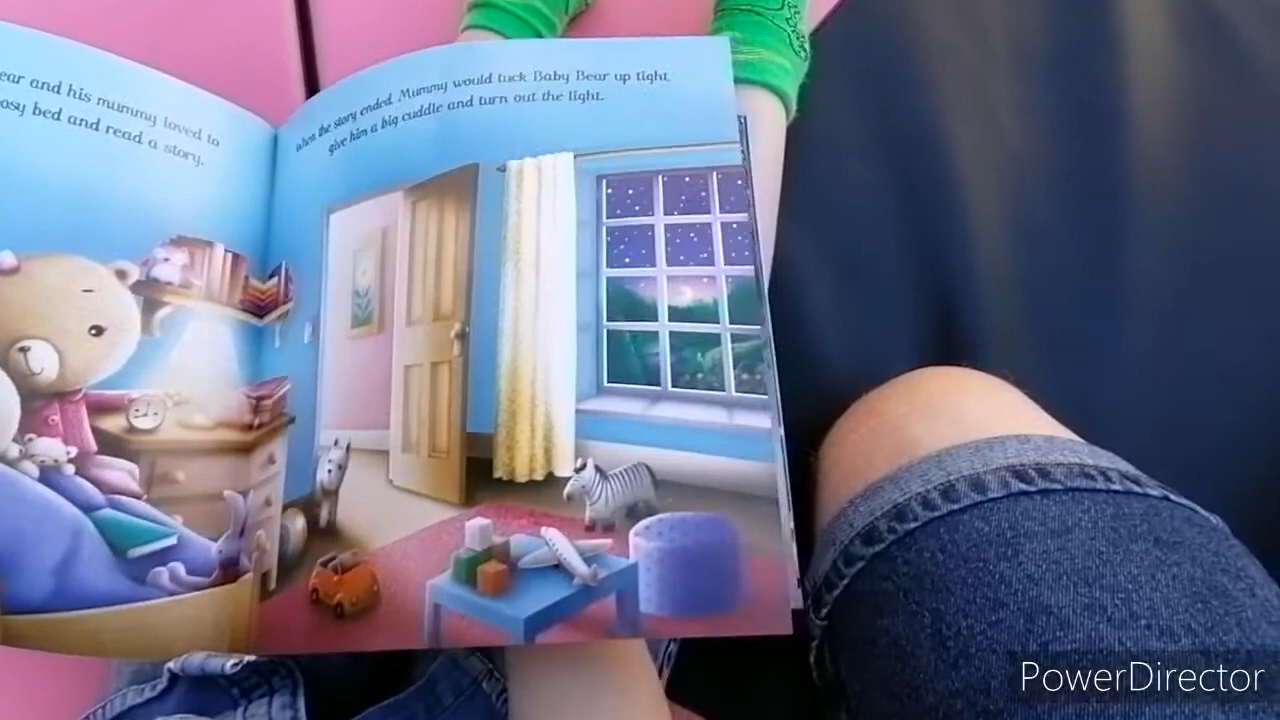 ear and his mummy loved to
osy bed and read a story.
when the story ended, Mummy would tuck Baby Bear up tight,
give him a big cuddle and turn out the light.
PowerDirector